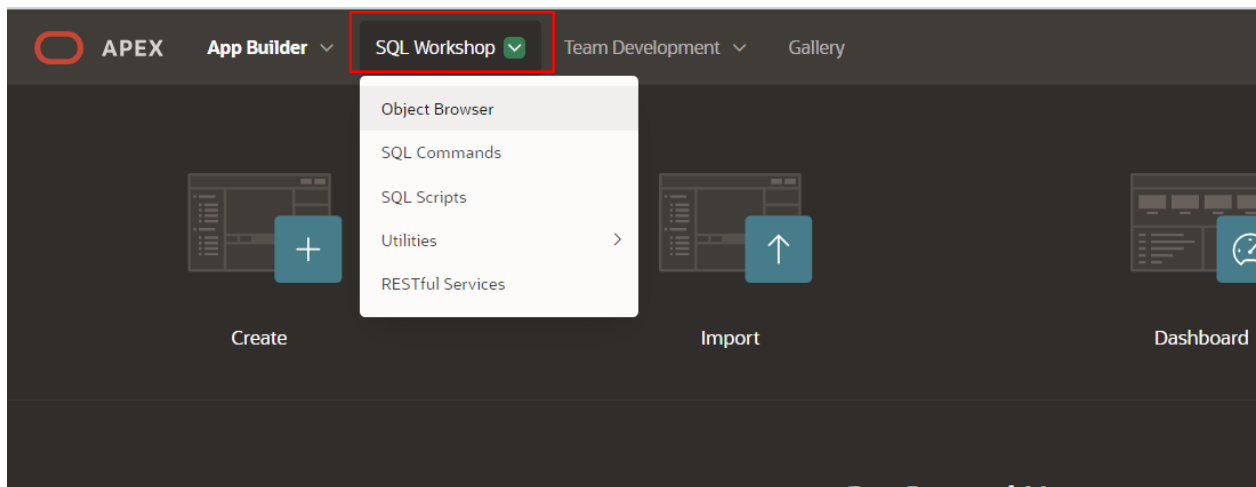 APEX App Builder SQL Workshop Team Development Gallery
Object Browser
SQL Commands
SQL Scripts
Utilities
RESTful Services
Create Import Dashboard